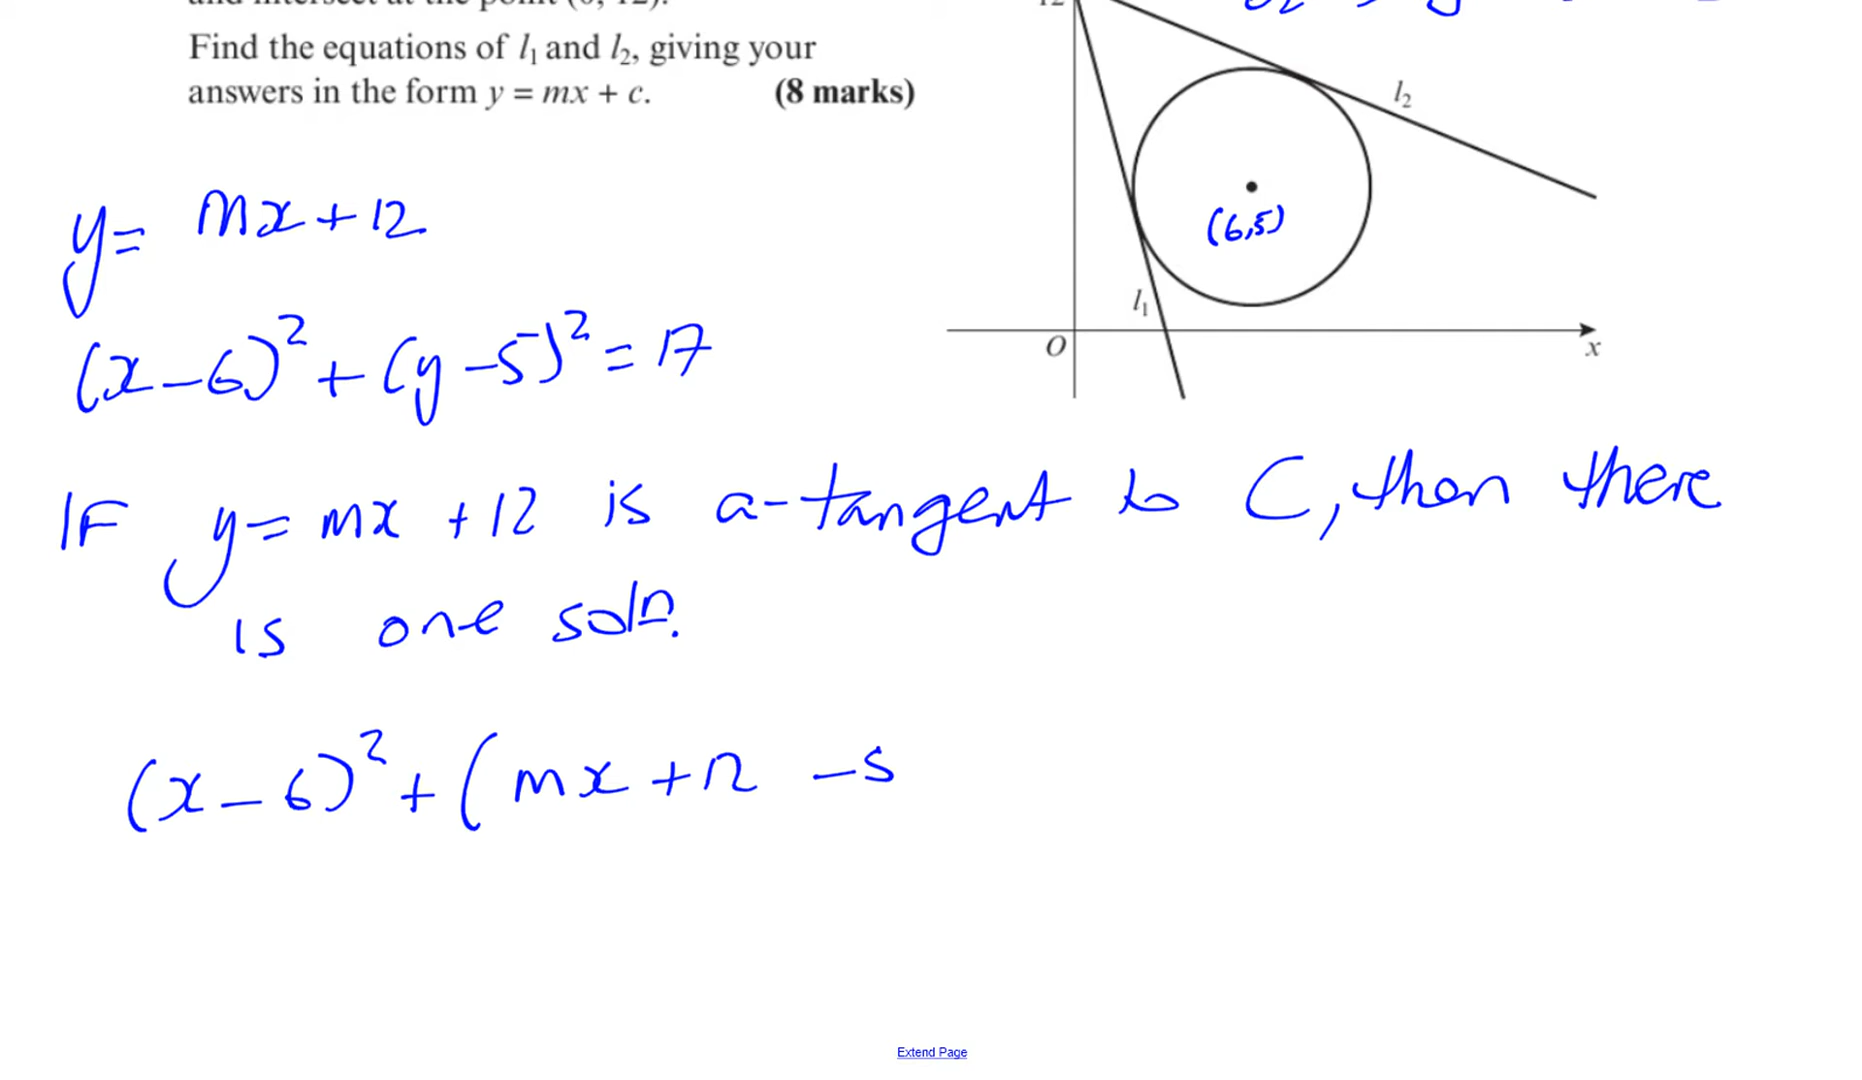 Find the equations of l₁ and l₂, giving your
answers in the form y = mx + c. (8 marks)
12
l₂
(6,5)
l₁
O
x
y = mx + 12
(x-6)² + (y-5)² = 17
IF y = mx + 12 is a tangent to C, then there
is one soln.
(x-6)² + (mx + 12 - 5
Extend Page